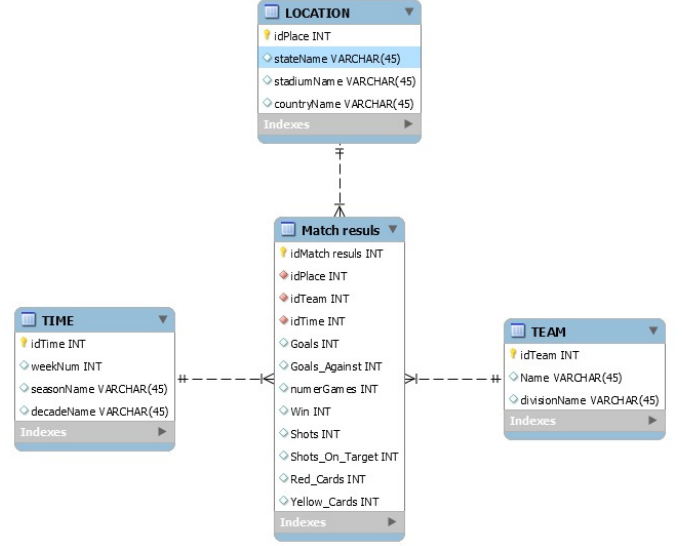 LOCATION
idPlace INT
stateName VARCHAR(45)
stadiumName VARCHAR(45)
countryName VARCHAR(45)
Indexes
Match resuls
idMatch resuls INT
idPlace INT
idTeam INT
idTime INT
Goals INT
Goals_Against INT
numerGames INT
Win INT
Shots INT
Shots_On_Target INT
Red_Cards INT
Yellow_Cards INT
Indexes
TIME
idTime INT
weekNum INT
seasonName VARCHAR(45)
decadeName VARCHAR(45)
Indexes
TEAM
idTeam INT
Name VARCHAR(45)
divisionName VARCHAR(45)
Indexes